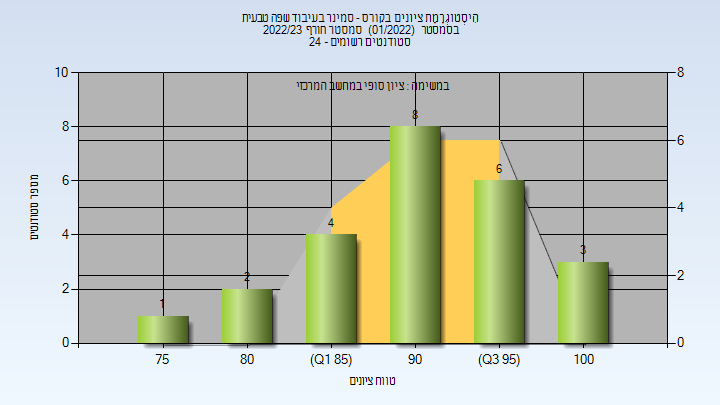 הִיסְטוֹגְרַמַת ציונים בקורס - סמינר בעיבוד שפה טבעית
בסמסטר (01/2022) סמסטר חורף 2022/23
סטודנטים רשומים - 24
במשימה : ציון סופי במחשב המרכזי
10
8
6
4
2
0
8
6
4
2
0
1
2
4
8
6
3
75
80
(Q1 85)
90
(Q3 95)
100
מספר סטודנטים
טווח ציונים